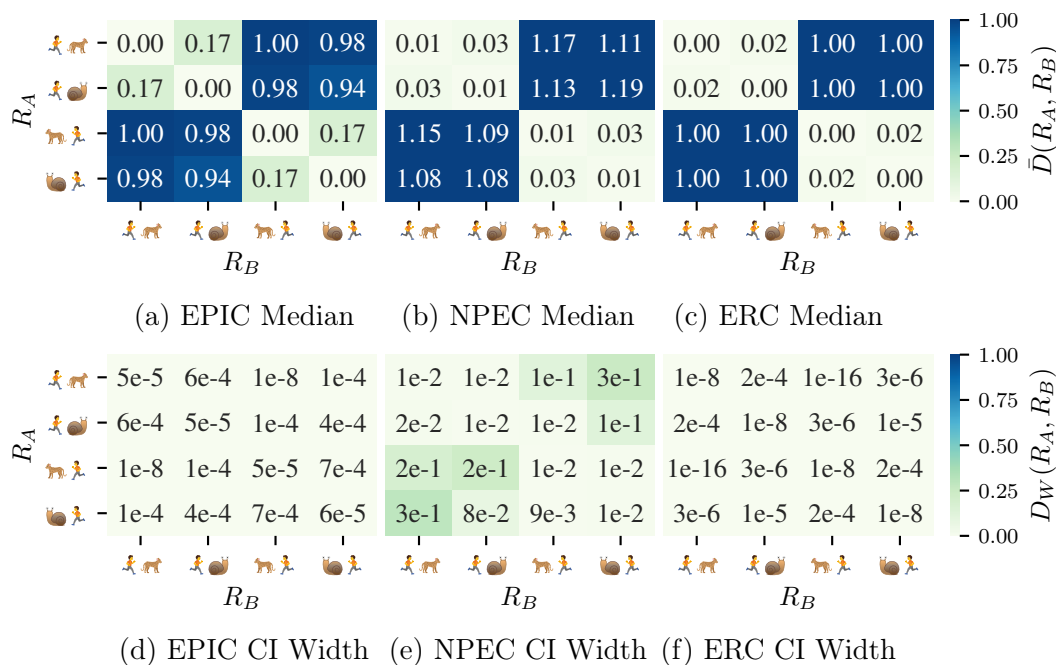 0.00 0.17 1.00 0.98 0.01 0.03 1.17 1.11 0.00 0.02 1.00 1.00
0.17 0.00 0.98 0.94 0.03 0.01 1.13 1.19 0.02 0.00 1.00 1.00
1.00 0.98 0.00 0.17 1.15 1.09 0.01 0.03 1.00 1.00 0.00 0.02
0.98 0.94 0.17 0.00 1.08 1.08 0.03 0.01 1.00 1.00 0.02 0.00
R_A
1.00
0.75
0.50
0.25
0.00
D̄(R_A, R_B)
R_B R_B R_B
(a) EPIC Median (b) NPEC Median (c) ERC Median
5e-5 6e-4 1e-8 1e-4 1e-2 1e-2 1e-1 3e-1 1e-8 2e-4 1e-16 3e-6
6e-4 5e-5 1e-4 4e-4 2e-2 1e-2 1e-2 1e-1 2e-4 1e-8 3e-6 1e-5
1e-8 1e-4 5e-5 7e-4 2e-1 2e-1 1e-2 1e-2 1e-16 3e-6 1e-8 2e-4
1e-4 4e-4 7e-4 6e-5 3e-1 8e-2 9e-3 1e-2 3e-6 1e-5 2e-4 1e-8
R_A
1.00
0.75
0.50
0.25
0.00
D_W(R_A, R_B)
R_B R_B R_B
(d) EPIC CI Width (e) NPEC CI Width (f) ERC CI Width